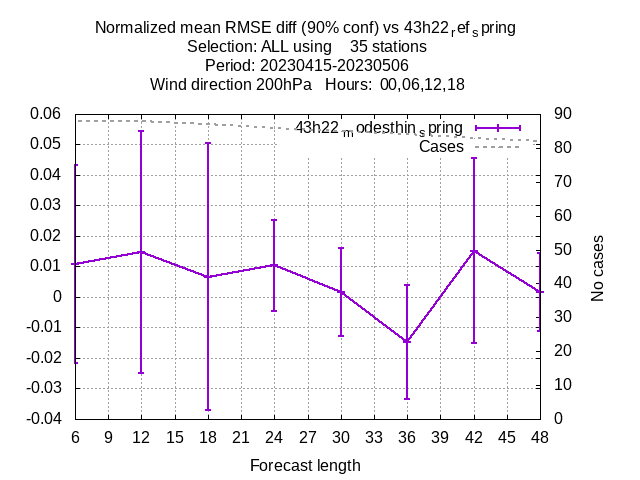 Normalized mean RMSE diff (90% conf) vs 43h22refspring
Selection: ALL using 35 stations
Period: 20230415-20230506
Wind direction 200hPa Hours: 00,06,12,18
43h22modesthinspring
Cases
0.06
0.05
0.04
0.03
0.02
0.01
0
-0.01
-0.02
-0.03
-0.04
90
80
70
60
50
40
30
20
10
0
No cases
6 9 12 15 18 21 24 27 30 33 36 39 42 45 48
Forecast length